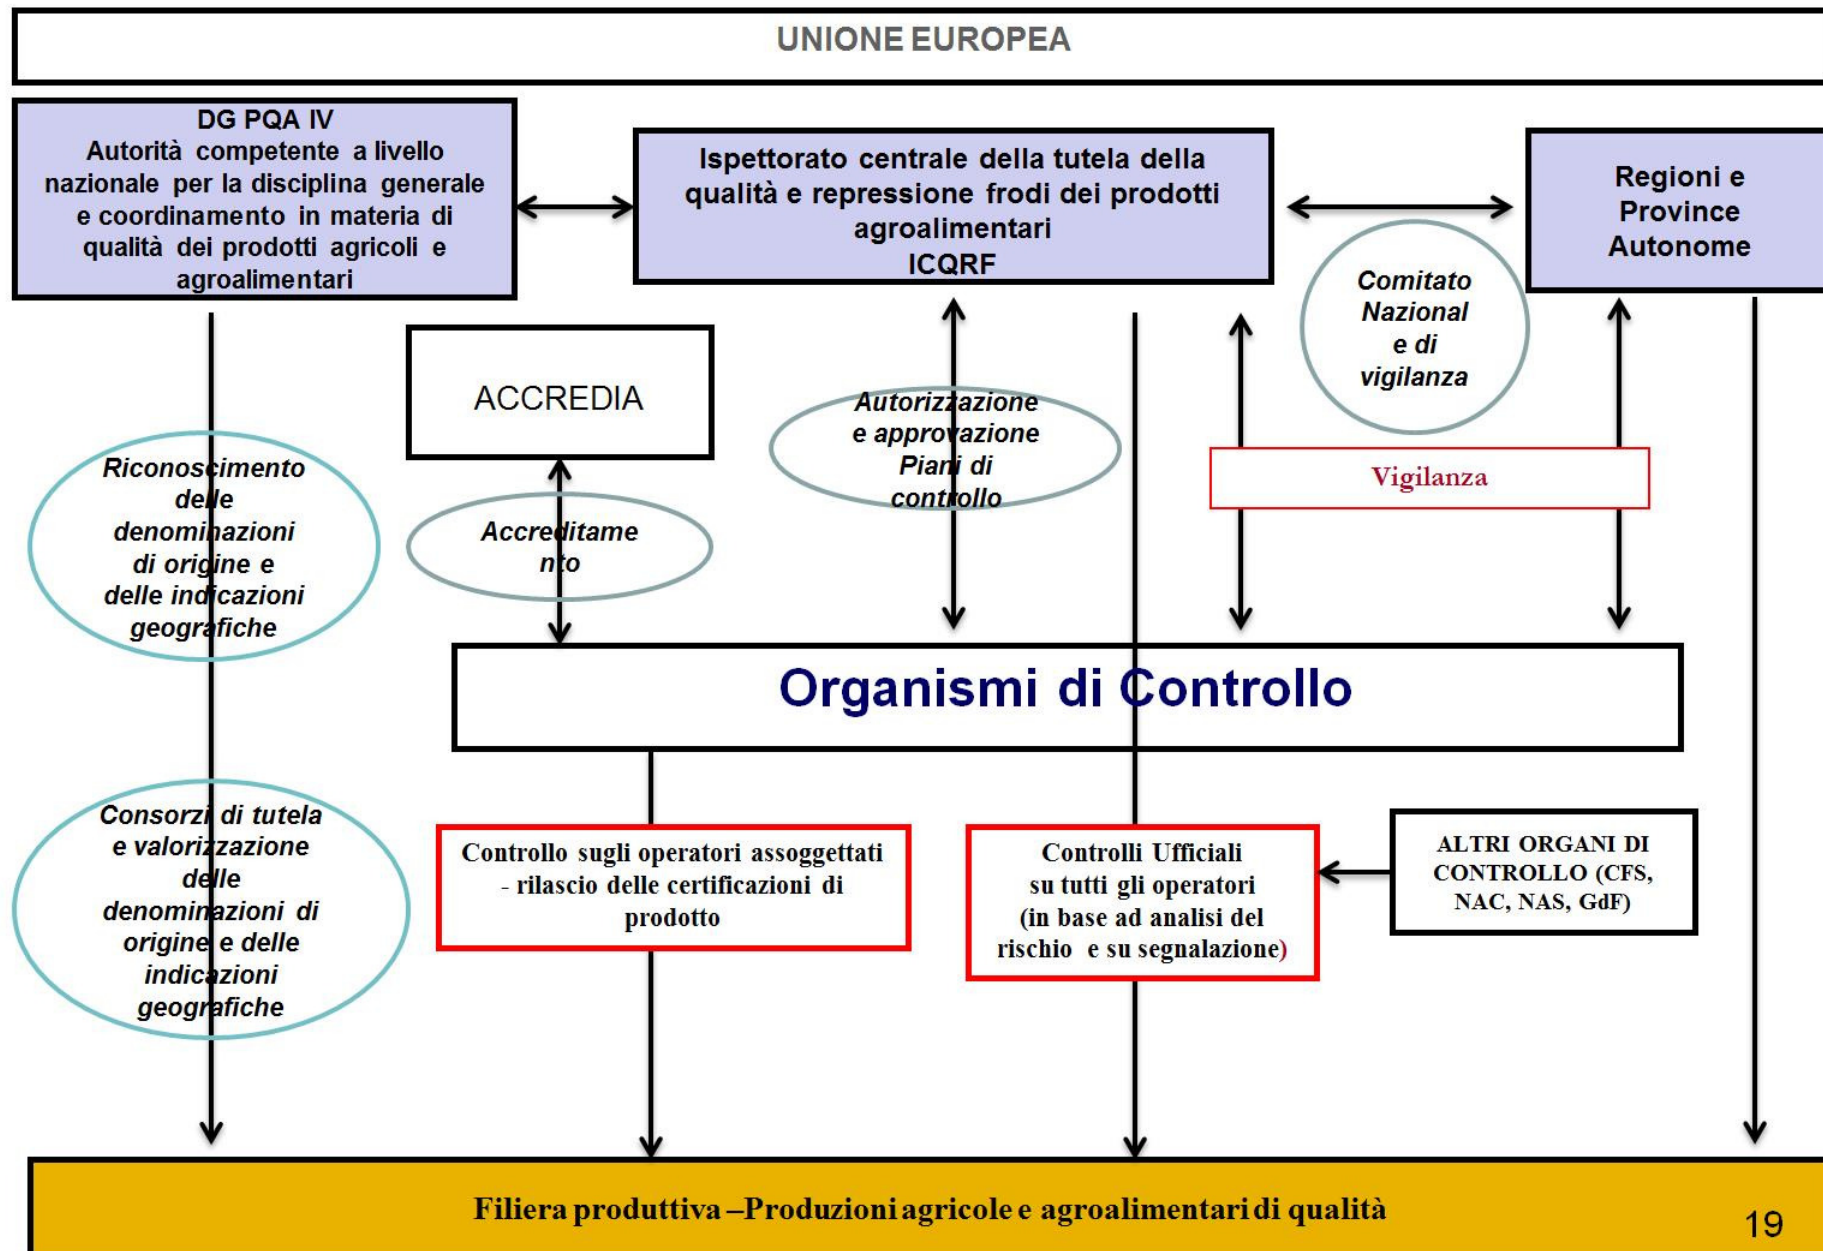 UNIONE EUROPEA
DG PQA IV
Autorità competente a livello
nazionale per la disciplina generale
e coordinamento in materia di
qualità dei prodotti agricoli e
agroalimentari
Ispettorato centrale della tutela della
qualità e repressione frodi dei prodotti
agroalimentari
ICQRF
Regioni e
Province
Autonome
Comitato
Nazional
e di
vigilanza
ACCREDIA
Autorizzazione
e approvazione
Piani di
controllo
Vigilanza
Riconoscimento
delle
denominazioni
di origine e
delle indicazioni
geografiche
Accreditame
nto
Organismi di Controllo
Consorzi di tutela
e valorizzazione
delle
denominazioni di
origine e delle
indicazioni
geografiche
Controllo sugli operatori assoggettati
- rilascio delle certificazioni di
prodotto
Controlli Ufficiali
su tutti gli operatori
(in base ad analisi del
rischio e su segnalazione)
ALTRI ORGANI DI
CONTROLLO (CFS,
NAC, NAS, GdF)
Filiera produttiva –Produzioni agricole e agroalimentari di qualità
19